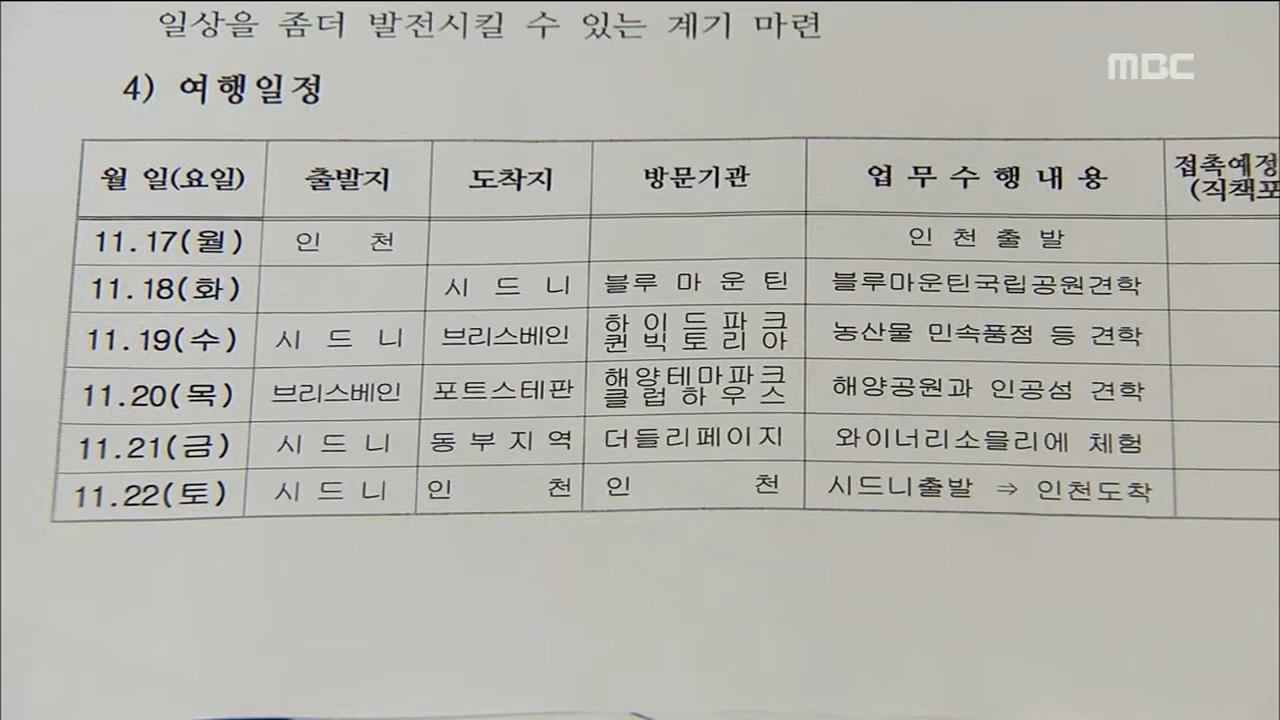 일상을 좀더 발전시킬 수 있는 계기 마련
MBC
4) 여행일정
월 일(요일) 출발지 도착지 방문기관 업 무 수 행 내 용 접촉예정
(직책포
11.17(월) 인 천 인 천 출 발
11.18(화) 시 드 니 블루 마 운 틴 블루마운틴국립공원견학
11.19(수) 시 드 니 브리스베인 하 이 드 파 크 농산물 민속품점 등 견학
퀸 빅 토 리 아
11.20(목) 브리스베인 포트스테판 해양테마파크 해양공원과 인공섬 견학
클럽하우스
11.21(금) 시 드 니 동 부 지 역 더들리페이지 와이너리소믈리에 체험
11.22(토) 시 드 니 인 천 인 천 시드니출발 ⇒ 인천도착